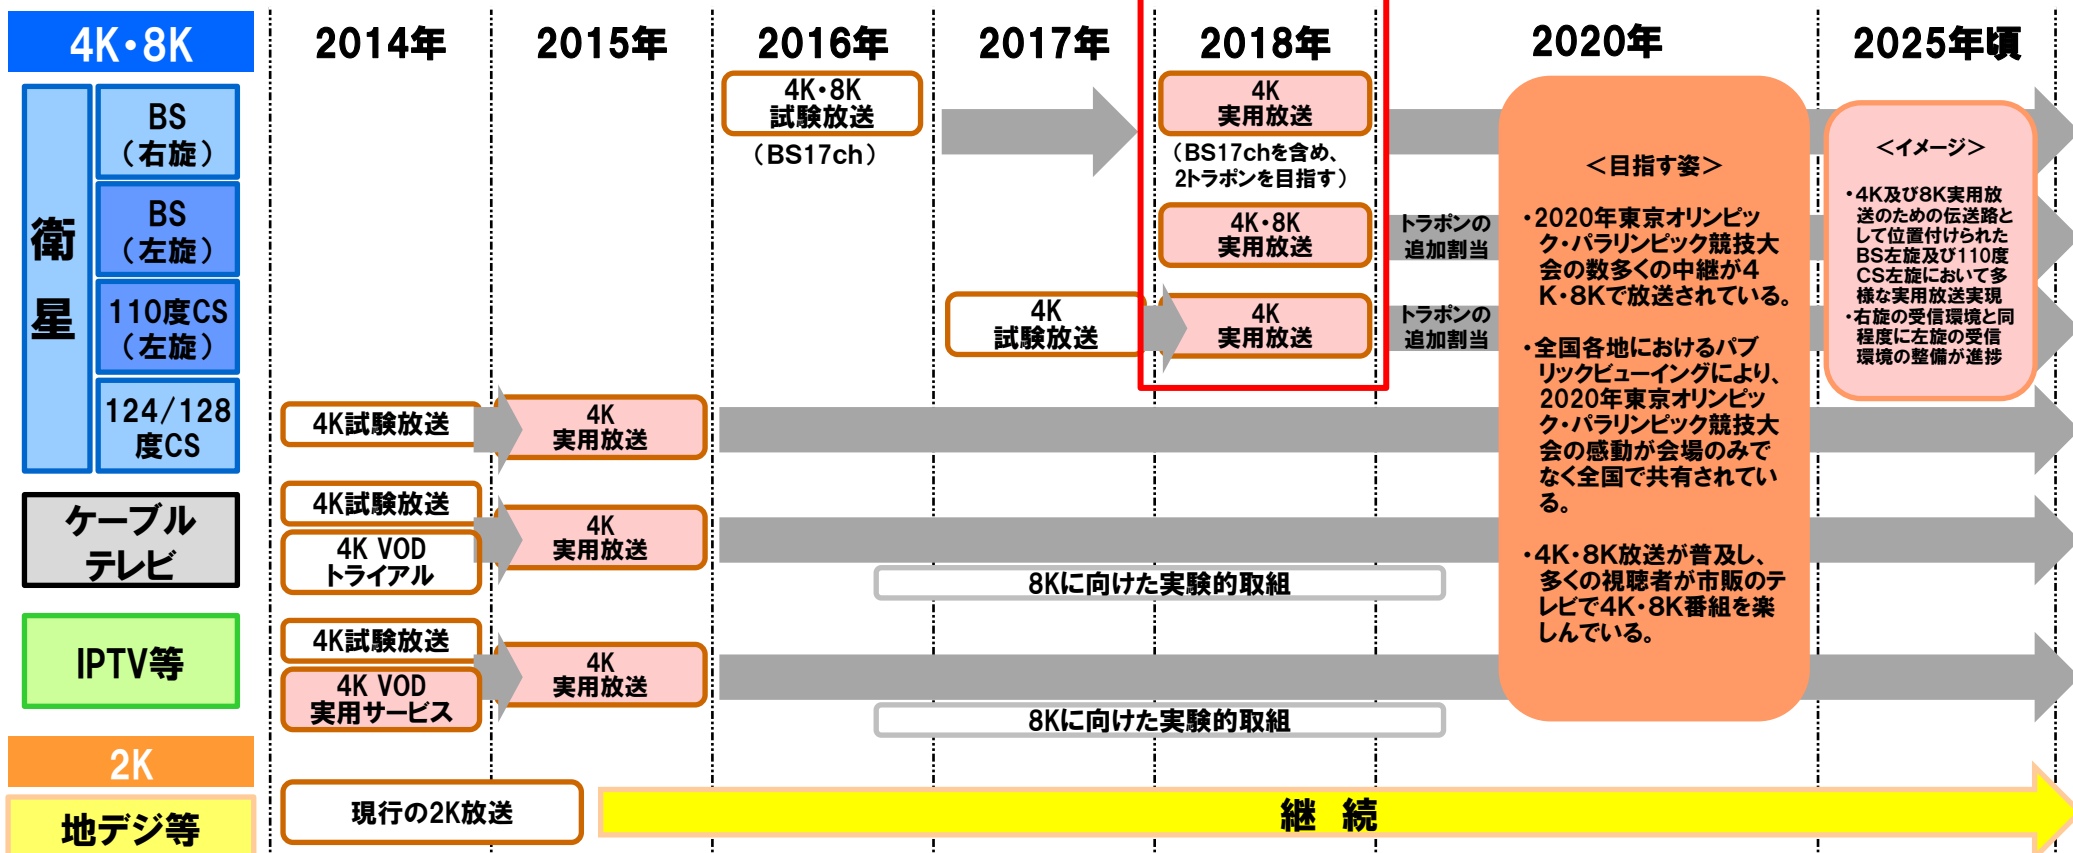 4K・8K
2014年
2015年
2016年
2017年
2018年
2020年
2025年頃
衛
星
BS
（右旋）
4K・8K
試験放送
（BS17ch）
4K
実用放送
（BS17chを含め、
2トラポンを目指す）
BS
（左旋）
4K・8K
実用放送
トラポンの
追加割当
110度CS
（左旋）
4K
試験放送
4K
実用放送
トラポンの
追加割当
124/128
度CS
4K試験放送
4K
実用放送
ケーブル
テレビ
4K試験放送
4K VOD
トライアル
4K
実用放送
8Kに向けた実験的取組
IPTV等
4K試験放送
4K VOD
実用サービス
4K
実用放送
8Kに向けた実験的取組
＜目指す姿＞
・2020年東京オリンピッ
ク・パラリンピック競技大
会の数多くの中継が4
K・8Kで放送されている。
・全国各地におけるパブ
リックビューイングにより、
2020年東京オリンピッ
ク・パラリンピック競技大
会の感動が会場のみで
なく全国で共有されてい
る。
・4K・8K放送が普及し、
多くの視聴者が市販のテ
レビで4K・8K番組を楽
しんでいる。
＜イメージ＞
・4K及び8K実用放
送のための伝送路と
して位置付けられた
BS左旋及び110度
CS左旋において多
様な実用放送実現
・右旋の受信環境と同
程度に左旋の受信
環境の整備が進捗
2K
地デジ等
現行の2K放送
継 続